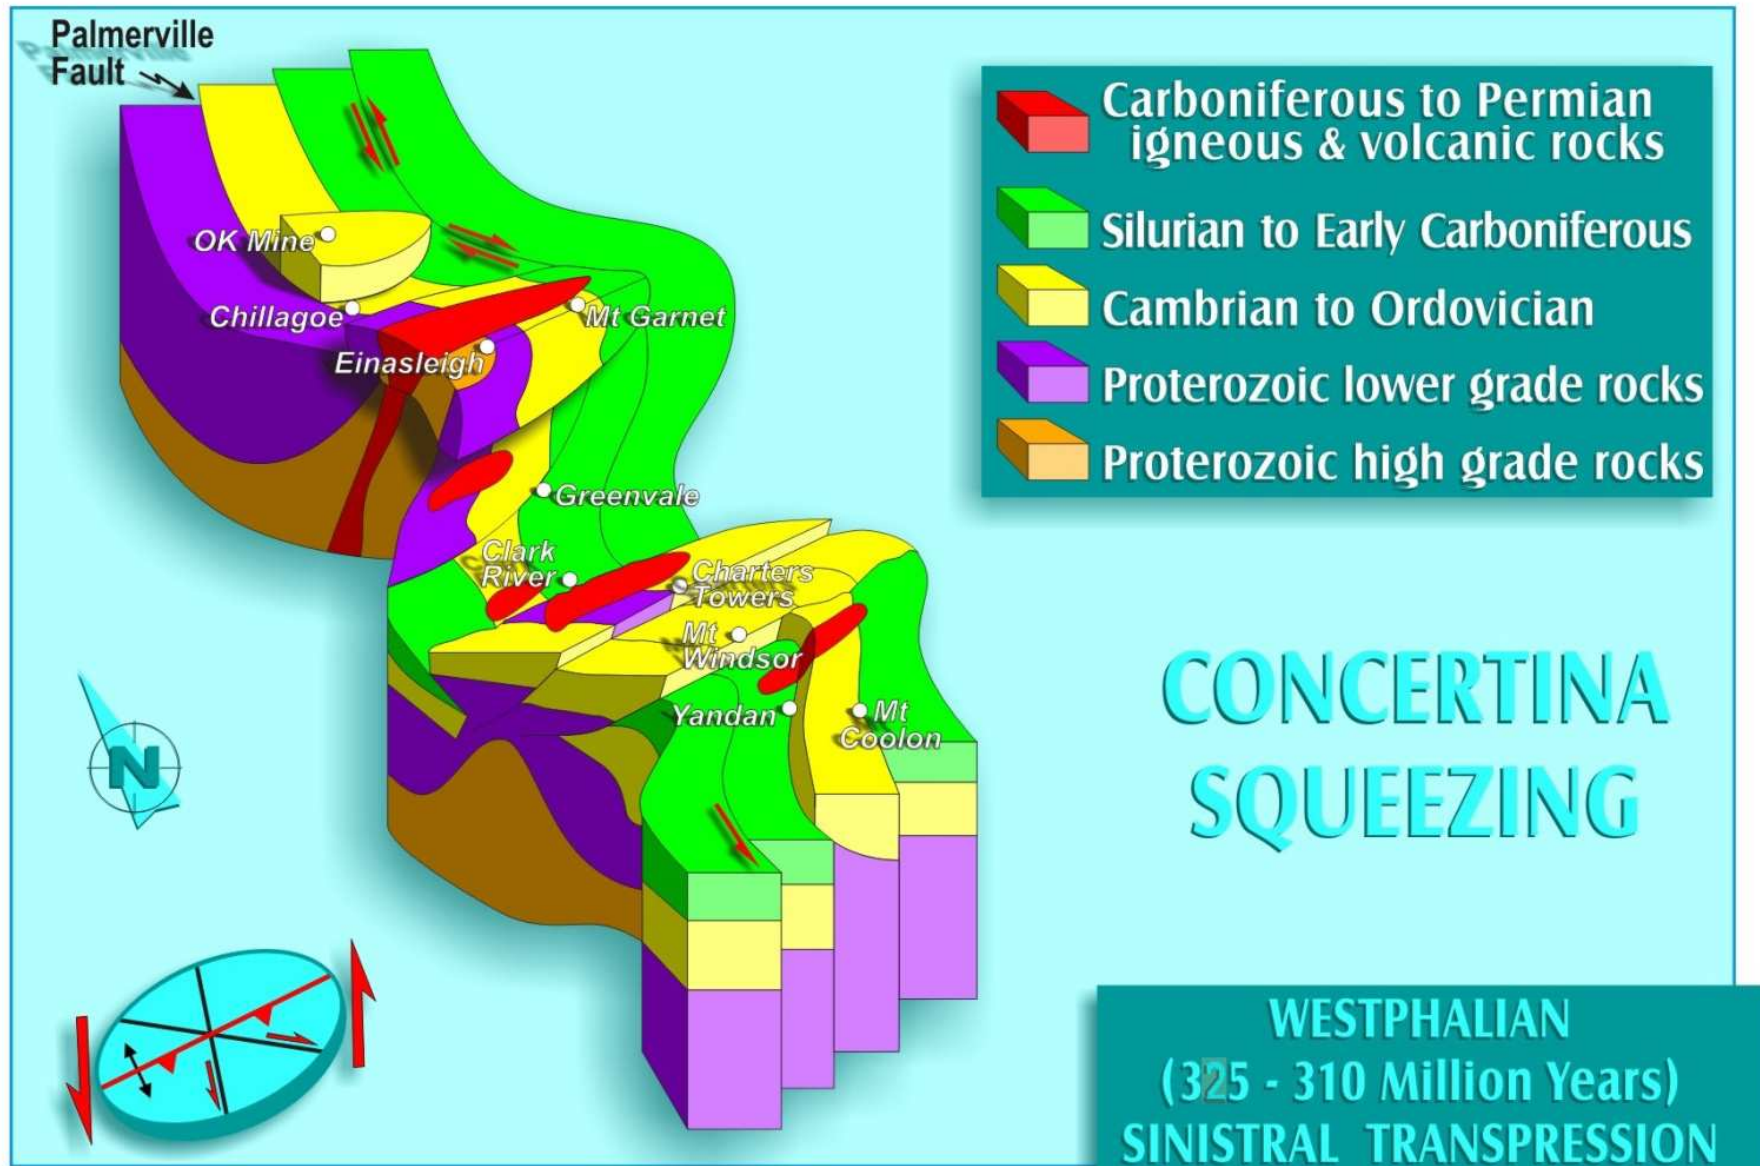 Palmerville
Fault
OK Mine
Chillagoe
Mt Garnet
Einasleigh
Greenvale
Clark
River
Charters
Towers
Mt
Windsor
Yandan
Mt
Coolon
N
Carboniferous to Permian
igneous & volcanic rocks
Silurian to Early Carboniferous
Cambrian to Ordovician
Proterozoic lower grade rocks
Proterozoic high grade rocks
CONCERTINA
SQUEEZING
WESTPHALIAN
(325 - 310 Million Years)
SINISTRAL TRANSPRESSION